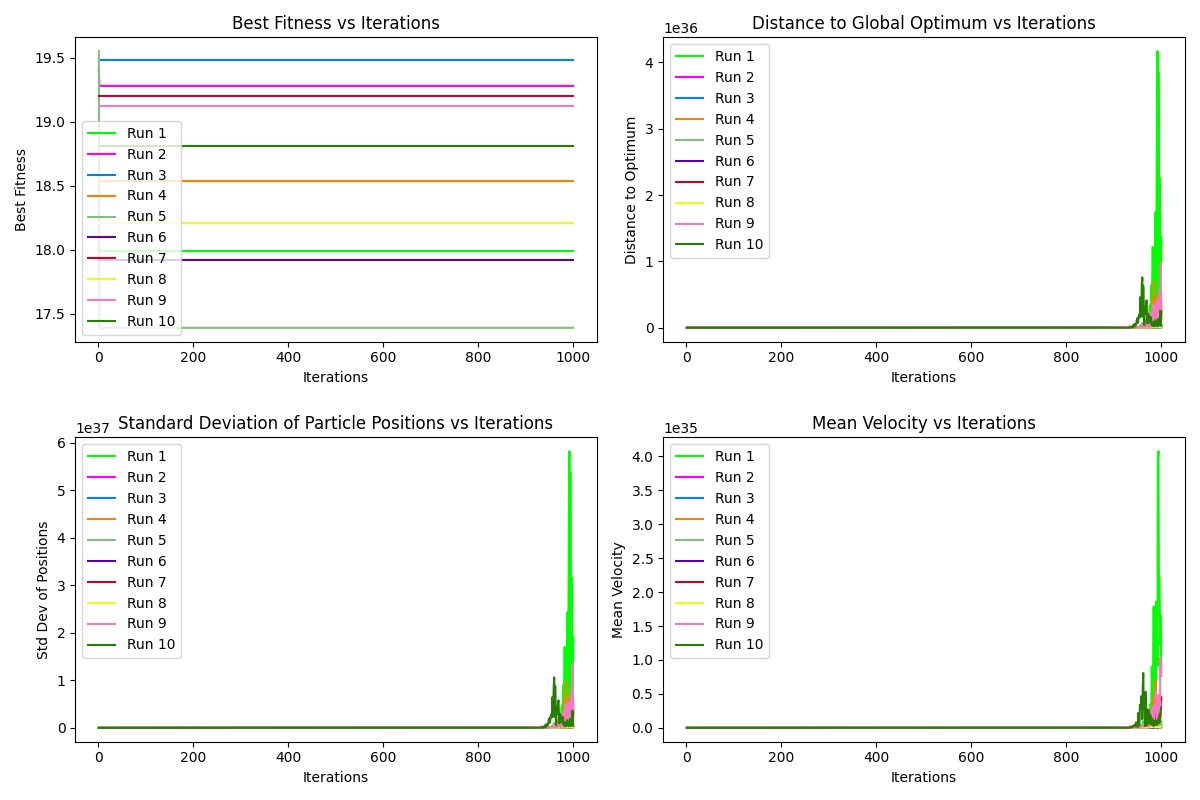 Best Fitness vs Iterations
Best Fitness
19.5
19.0
18.5
18.0
17.5
Run 1
Run 2
Run 3
Run 4
Run 5
Run 6
Run 7
Run 8
Run 9
Run 10
0 200 400 600 800 1000
Iterations
Distance to Global Optimum vs Iterations
1e36
Distance to Optimum
4
3
2
1
0
Run 1
Run 2
Run 3
Run 4
Run 5
Run 6
Run 7
Run 8
Run 9
Run 10
0 200 400 600 800 1000
Iterations
Standard Deviation of Particle Positions vs Iterations
1e37
Std Dev of Positions
6
5
4
3
2
1
0
Run 1
Run 2
Run 3
Run 4
Run 5
Run 6
Run 7
Run 8
Run 9
Run 10
0 200 400 600 800 1000
Iterations
Mean Velocity vs Iterations
1e35
Mean Velocity
4.0
3.5
3.0
2.5
2.0
1.5
1.0
0.5
0.0
Run 1
Run 2
Run 3
Run 4
Run 5
Run 6
Run 7
Run 8
Run 9
Run 10
0 200 400 600 800 1000
Iterations